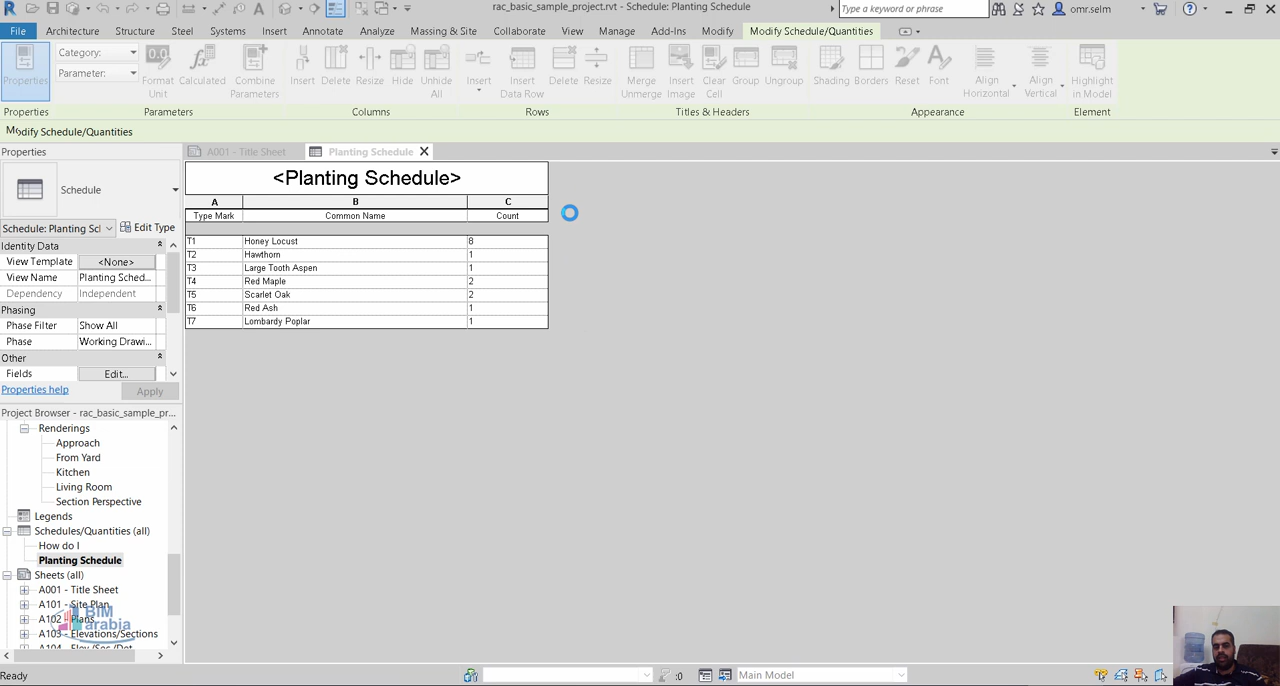 rac_basic_sample_project.rvt - Schedule: Planting Schedule
Type a keyword or phrase
omr.selm
File Architecture Structure Steel Systems Insert Annotate Analyze Massing & Site Collaborate View Manage Add-Ins Modify Modify Schedule/Quantities
Category:
Parameter:
Properties
Format Unit
Calculated
Combine Parameters
Insert
Delete
Resize
Hide
Unhide All
Insert
Insert Data Row
Delete
Resize
Merge Unmerge
Insert Image
Clear Cell
Group
Ungroup
Shading
Borders
Reset
Font
Align Horizontal
Align Vertical
Highlight in Model
Properties Parameters Columns Rows Titles & Headers Appearance Element
Modify Schedule/Quantities
Properties
A001 - Title Sheet
Planting Schedule
Schedule
Schedule: Planting Scl
Edit Type
Identity Data
View Template <None>
View Name Planting Sched...
Dependency Independent
Phasing
Phase Filter Show All
Phase Working Drawi...
Other
Fields Edit...
Properties help
Apply
<Planting Schedule>
A B C
Type Mark Common Name Count
T1 Honey Locust 8
T2 Hawthorn 1
T3 Large Tooth Aspen 1
T4 Red Maple 2
T5 Scarlet Oak 2
T6 Red Ash 1
T7 Lombardy Poplar 1
Project Browser - rac_basic_sample_pr...
Renderings
Approach
From Yard
Kitchen
Living Room
Section Perspective
Legends
Schedules/Quantities (all)
How do I
Planting Schedule
Sheets (all)
A001 - Title Sheet
A101 - Site Plan
A102 - Plans
A103 - Elevations/Sections
A104 - Elev./Sec./Det.
BIM
arabia
Ready
:0
Main Model